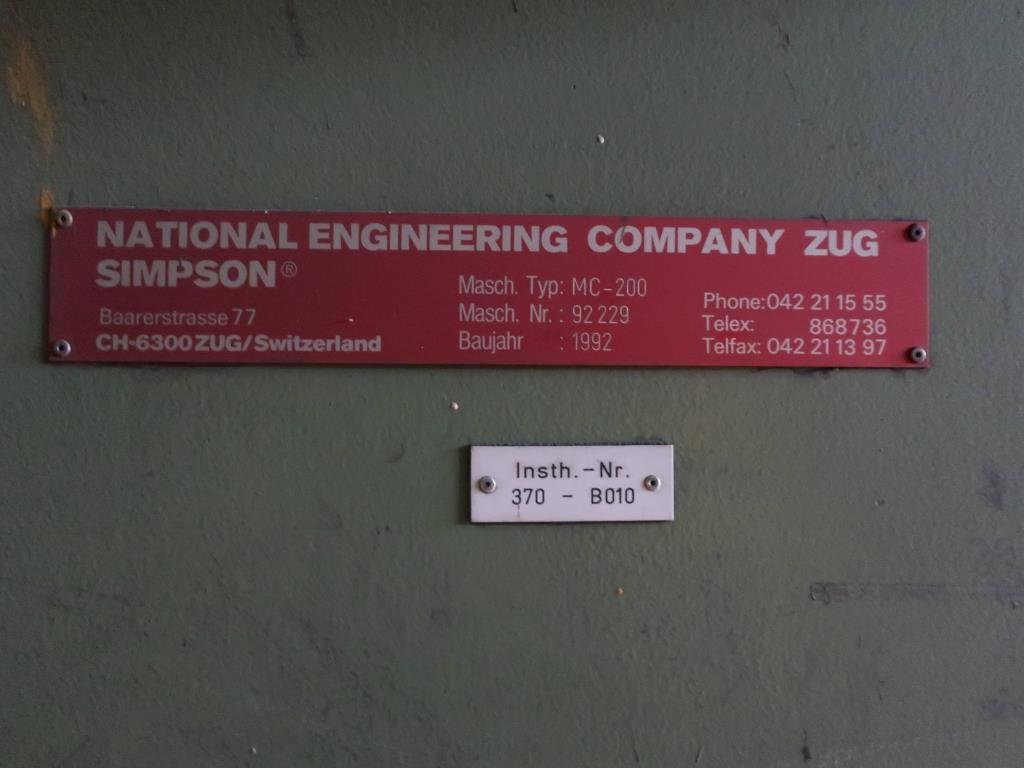 NATIONAL ENGINEERING COMPANY ZUG
SIMPSON®
Baarerstrasse 77
CH-6300 ZUG/Switzerland
Masch. Typ: MC-200
Masch. Nr. : 92 229
Baujahr : 1992
Phone: 042 21 15 55
Telex: 868736
Telfax: 042 21 13 97
Insth.-Nr.
370 - B010